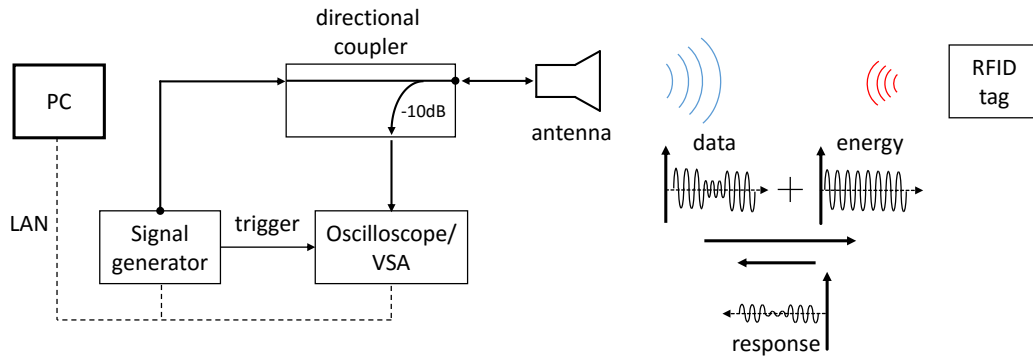 directional
coupler
PC
-10dB
antenna
RFID
tag
data
energy
LAN
Signal
generator
trigger
Oscilloscope/
VSA
response